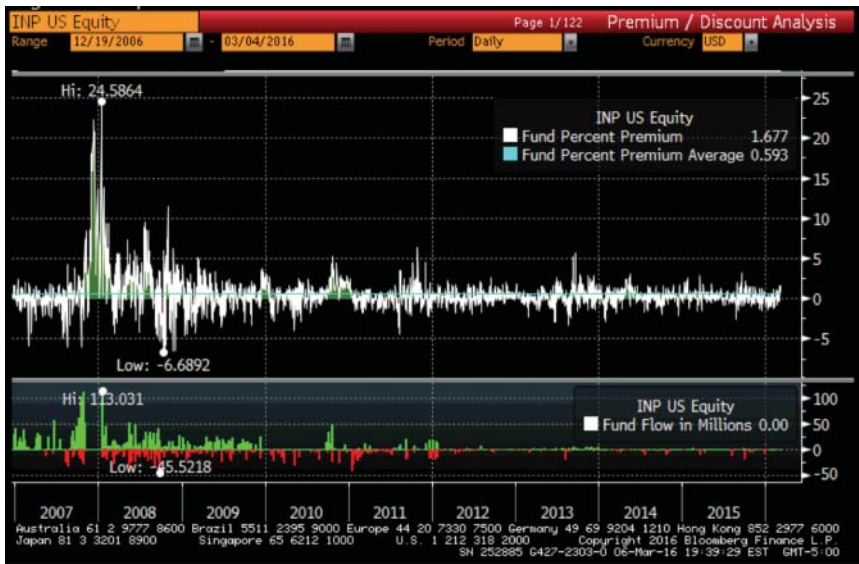 INP US Equity Page 1/122 Premium / Discount Analysis
Range 12/19/2006 - 03/04/2016 Period Daily Currency USD
Hi: 24.5864
INP US Equity
Fund Percent Premium 1.677
Fund Percent Premium Average 0.593
25
20
15
10
5
0
-5
Low: -6.6892
Hi: 113.031
INP US Equity
Fund Flow in Millions 0.00
100
50
0
-50
Low: -45.5218
2007 2008 2009 2010 2011 2012 2013 2014 2015
Australia 61 2 9777 8600 Brazil 5511 2395 9000 Europe 44 20 7330 7500 Germany 49 69 9204 1210 Hong Kong 852 2977 6000
Japan 81 3 3201 8900 Singapore 65 6212 1000 U.S. 1 212 318 2000 Copyright 2016 Bloomberg Finance L.P.
SN 252885 G427-2303-0 06-Mar-16 19:39:29 EST GMT-5:00